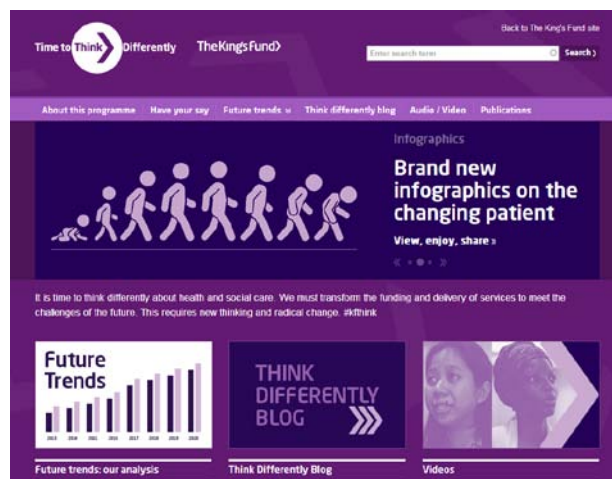 Back to The King's Fund site
Time to Think Differently
TheKingsFund>
Enter search term
Search
About this programme Have your say Future trends Think differently blog Audio / Video Publications
Infographics
Brand new
infographics on the
changing patient
View, enjoy, share »
It is time to think differently about health and social care. We must transform the funding and delivery of services to meet the
challenges of the future. This requires new thinking and radical change. #kfthink
Future
Trends
THINK
DIFFERENTLY
BLOG
Future trends: our analysis
Think Differently Blog
Videos